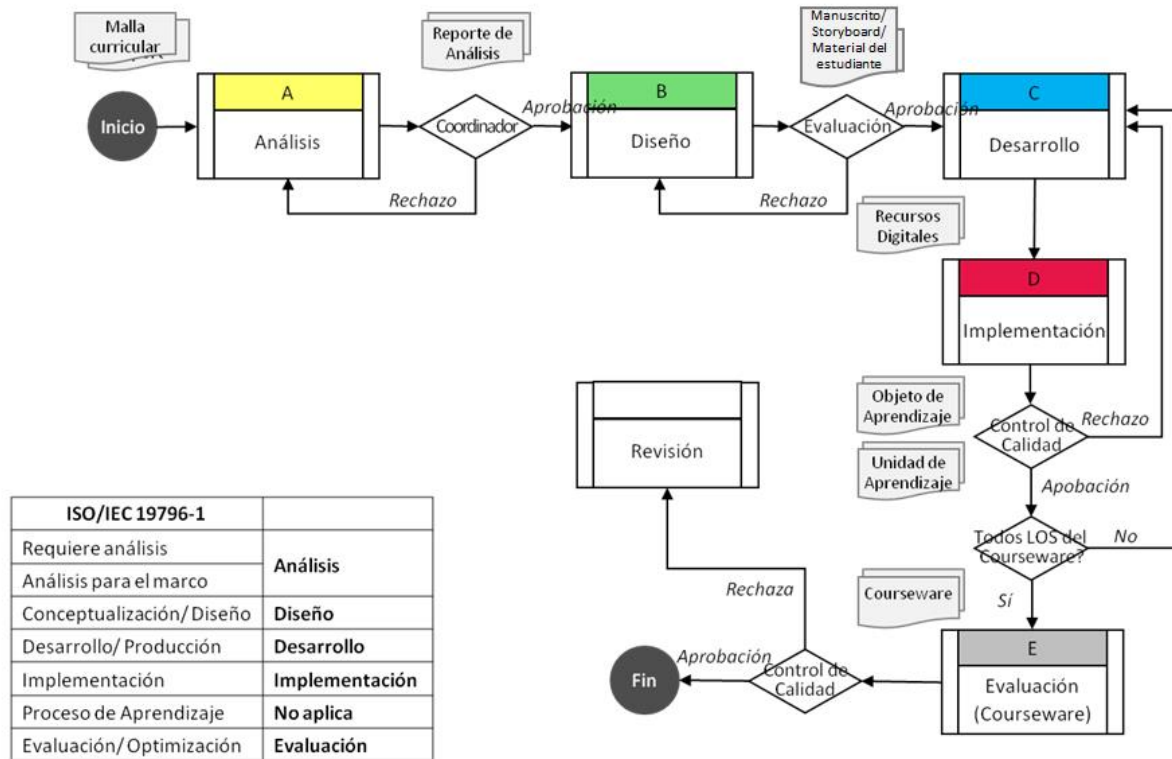 Malla
curricular
Reporte de
Análisis
Manuscrito/
Storyboard/
Material del
estudiante
Inicio
A
Análisis
Coordinador
Aprobación
Rechazo
B
Diseño
Evaluación
Aprobación
Rechazo
C
Desarrollo
Recursos
Digitales
D
Implementación
Objeto de
Aprendizaje
Control de
Calidad
Rechazo
Unidad de
Aprendizaje
Apobación
Todos LOS del
Courseware?
No
Sí
Courseware
E
Evaluación
(Courseware)
Control de
Calidad
Rechaza
Revisión
Aprobación
Fin
ISO/IEC 19796-1
Requiere análisis
Análisis para el marco
Análisis
Conceptualización/ Diseño
Diseño
Desarrollo/ Producción
Desarrollo
Implementación
Implementación
Proceso de Aprendizaje
No aplica
Evaluación/ Optimización
Evaluación